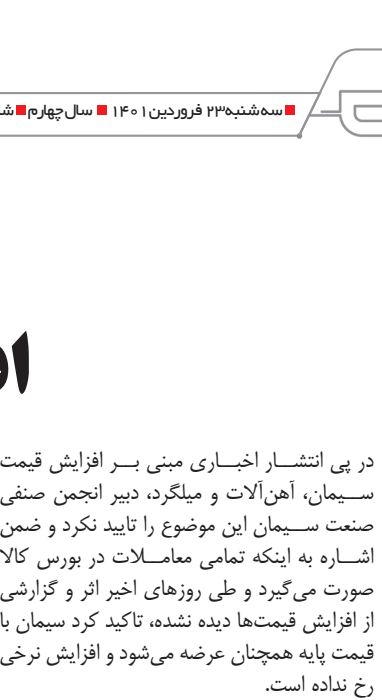 سه‌شنبه ۲۳ فروردین ۱۴۰۱ ■ سال چهارم ■
در پی انتشار اخباری مبنی بر افزایش قیمت
سیمان، آهن‌آلات و میلگرد، دبیر انجمن صنفی
صنعت سیمان این موضوع را تایید نکرد و ضمن
اشاره به اینکه تمامی معاملات در بورس کالا
صورت می‌گیرد و طی روزهای اخیر اثر و گزارشی
از افزایش قیمت‌ها دیده نشده، تاکید کرد سیمان با
قیمت پایه همچنان عرضه می‌شود و افزایش نرخی
رخ نداده است.